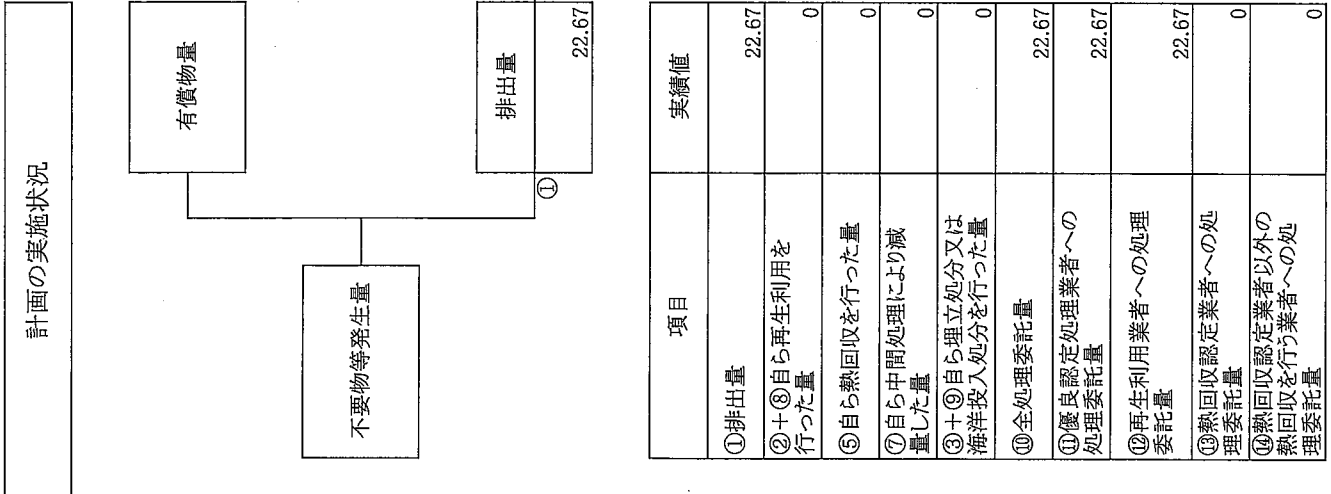 計画の実施状況
有償物量
不要物等発生量
排出量
①
22.67
項目
実績値
①排出量
22.67
②+⑧自ら再生利用を
行った量
0
⑤自ら熱回収を行った量
0
⑦自ら中間処理により減
量した量
0
③+⑨自ら埋立処分又は
海洋投入処分を行った量
0
⑩全処理委託量
22.67
⑪優良認定処理業者への
処理委託量
22.67
⑫再生利用業者への処理
委託量
22.67
⑬熱回収認定業者への処
理委託量
0
⑭熱回収認定業者以外の
熱回収を行う業者への処
理委託量
0